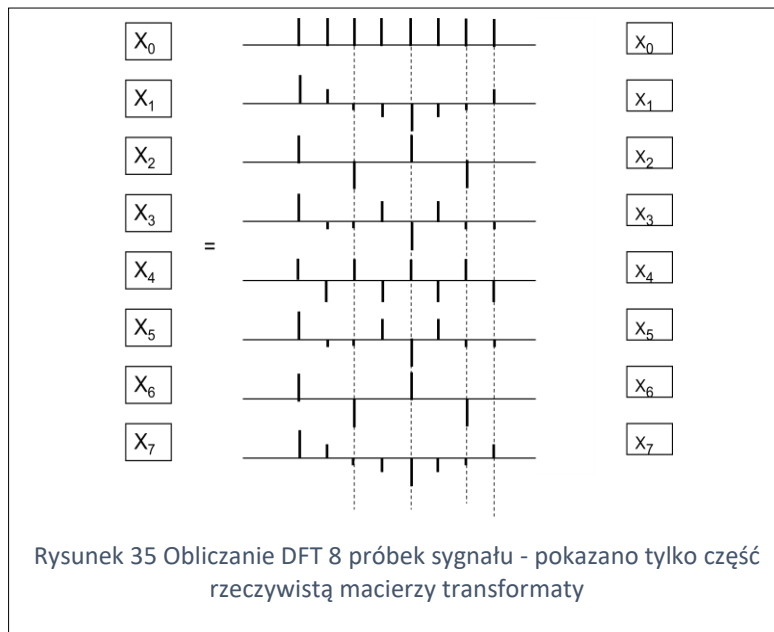 X₀ x₀
X₁ x₁
X₂ x₂
X₃ x₃
=
X₄ x₄
X₅ x₅
X₆ x₆
X₇ x₇
Rysunek 35 Obliczanie DFT 8 próbek sygnału - pokazano tylko część
rzeczywistą macierzy transformaty